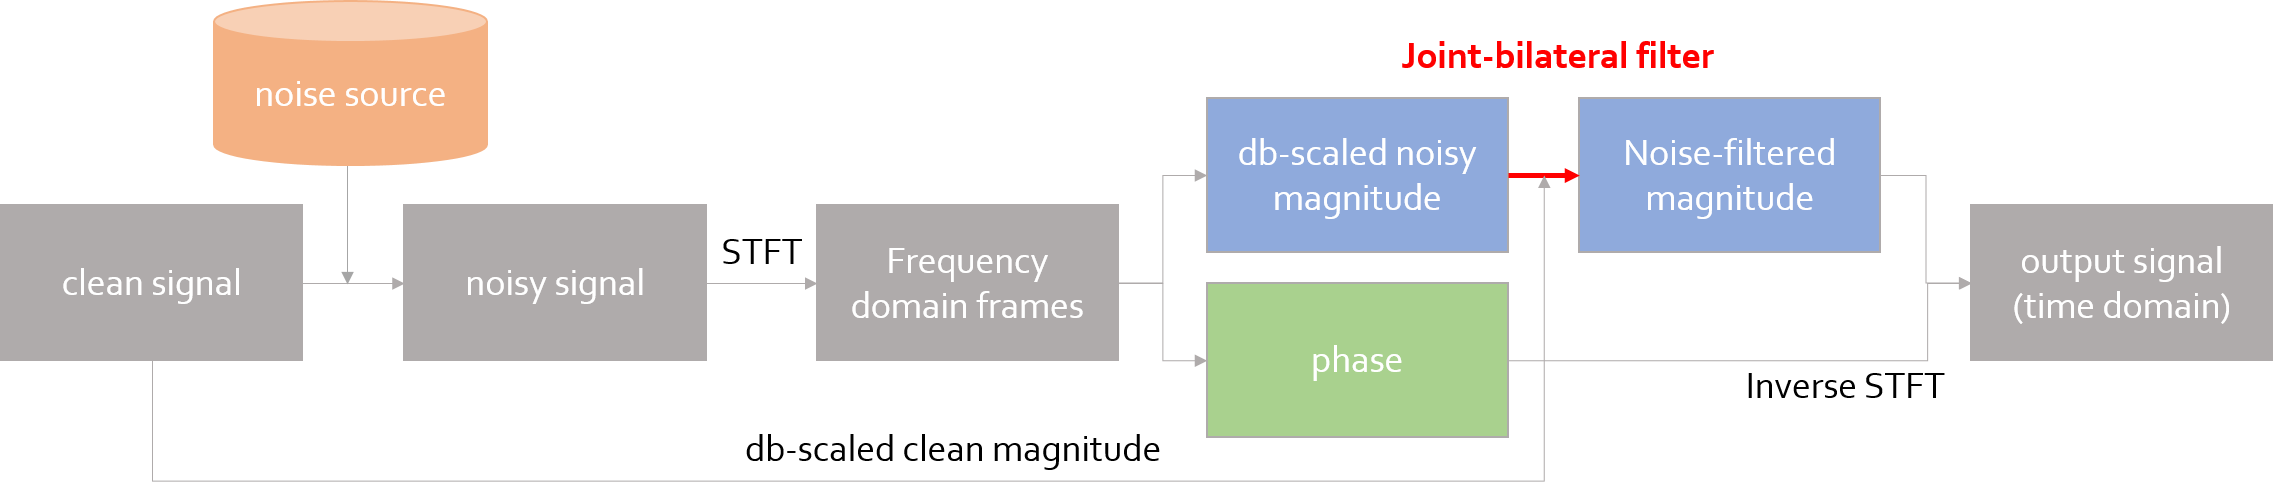 noise source
Joint-bilateral filter
clean signal
noisy signal
STFT
Frequency
domain frames
db-scaled noisy
magnitude
Noise-filtered
magnitude
phase
output signal
(time domain)
Inverse STFT
db-scaled clean magnitude